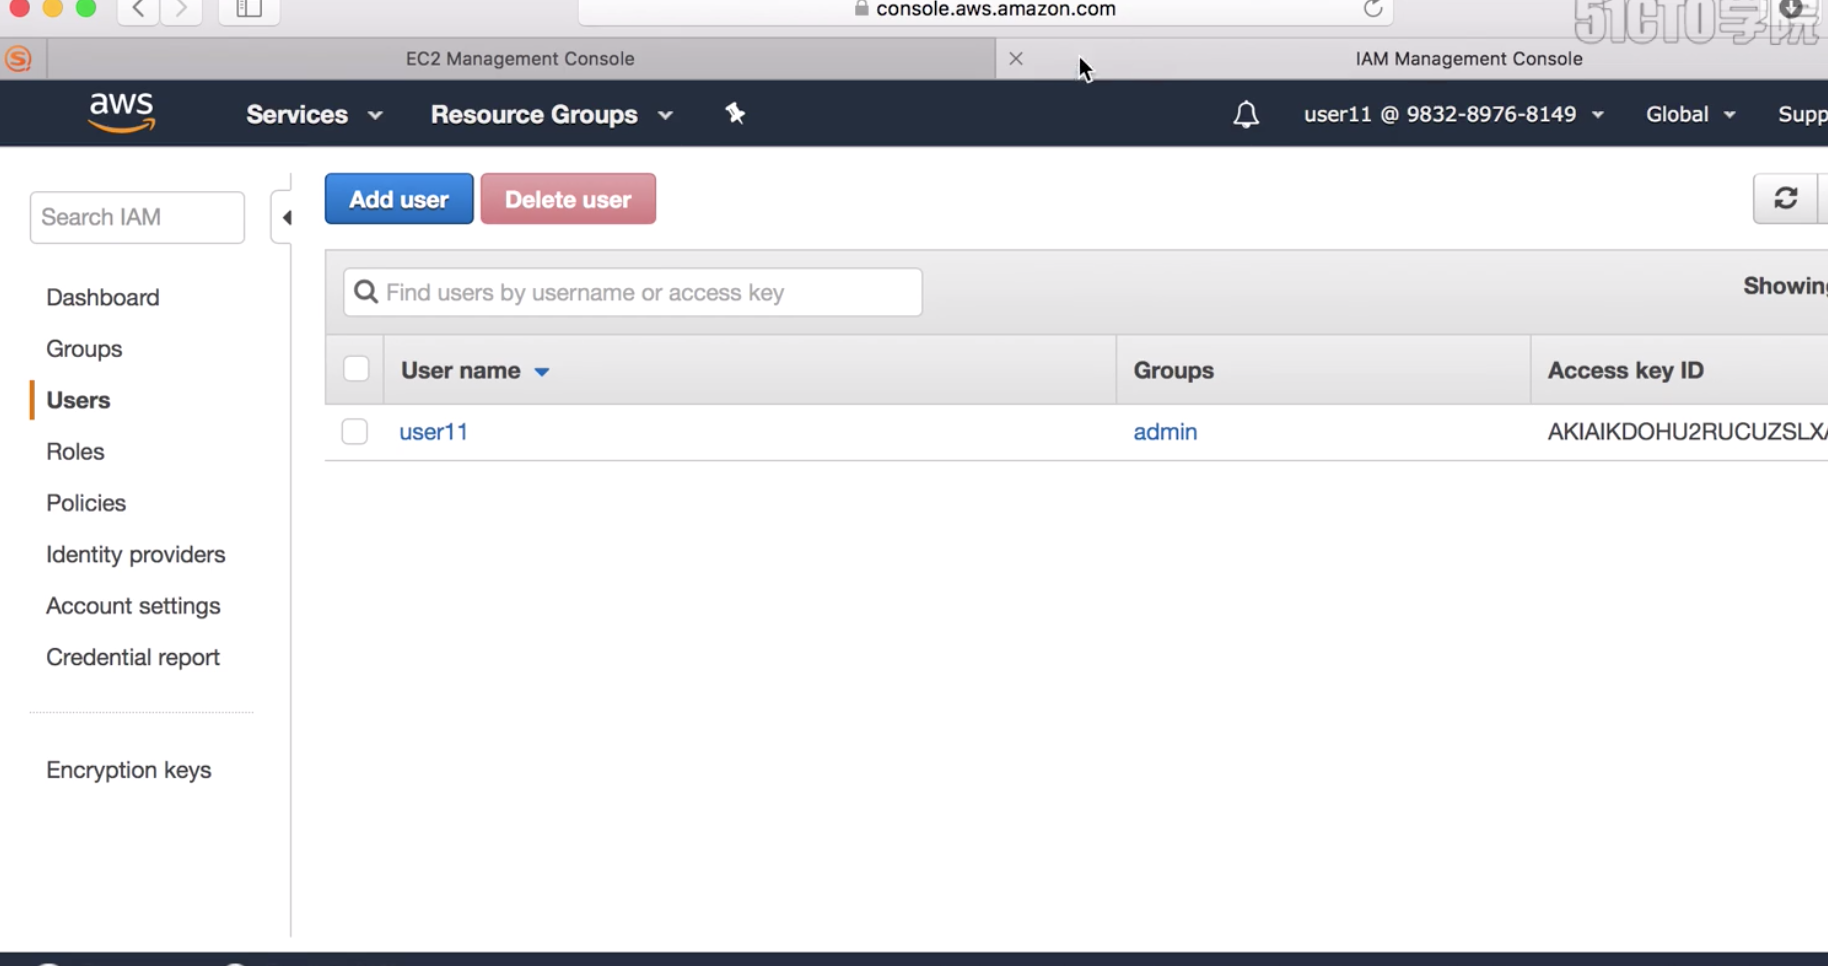 console.aws.amazon.com
51CTO学院
EC2 Management Console
IAM Management Console
aws
Services
Resource Groups
user11 @ 9832-8976-8149
Global
Supp
Search IAM
Add user
Delete user
Find users by username or access key
Showing
Dashboard
Groups
Users
Roles
Policies
Identity providers
Account settings
Credential report
Encryption keys
User name
Groups
Access key ID
user11
admin
AKIAIKDOHU2RUCUZSLXA